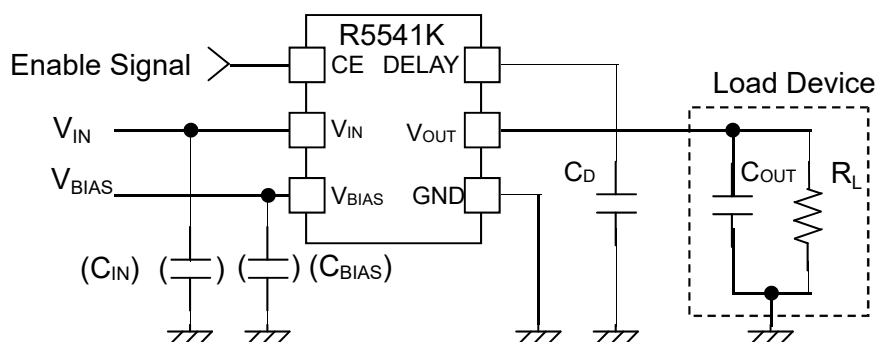 R5541K
Enable Signal
CE DELAY
Load Device
VIN
VIN
VOUT
CD
COUT
RL
VBIAS
VBIAS
GND
(CIN) ( ) ( ) (CBIAS)